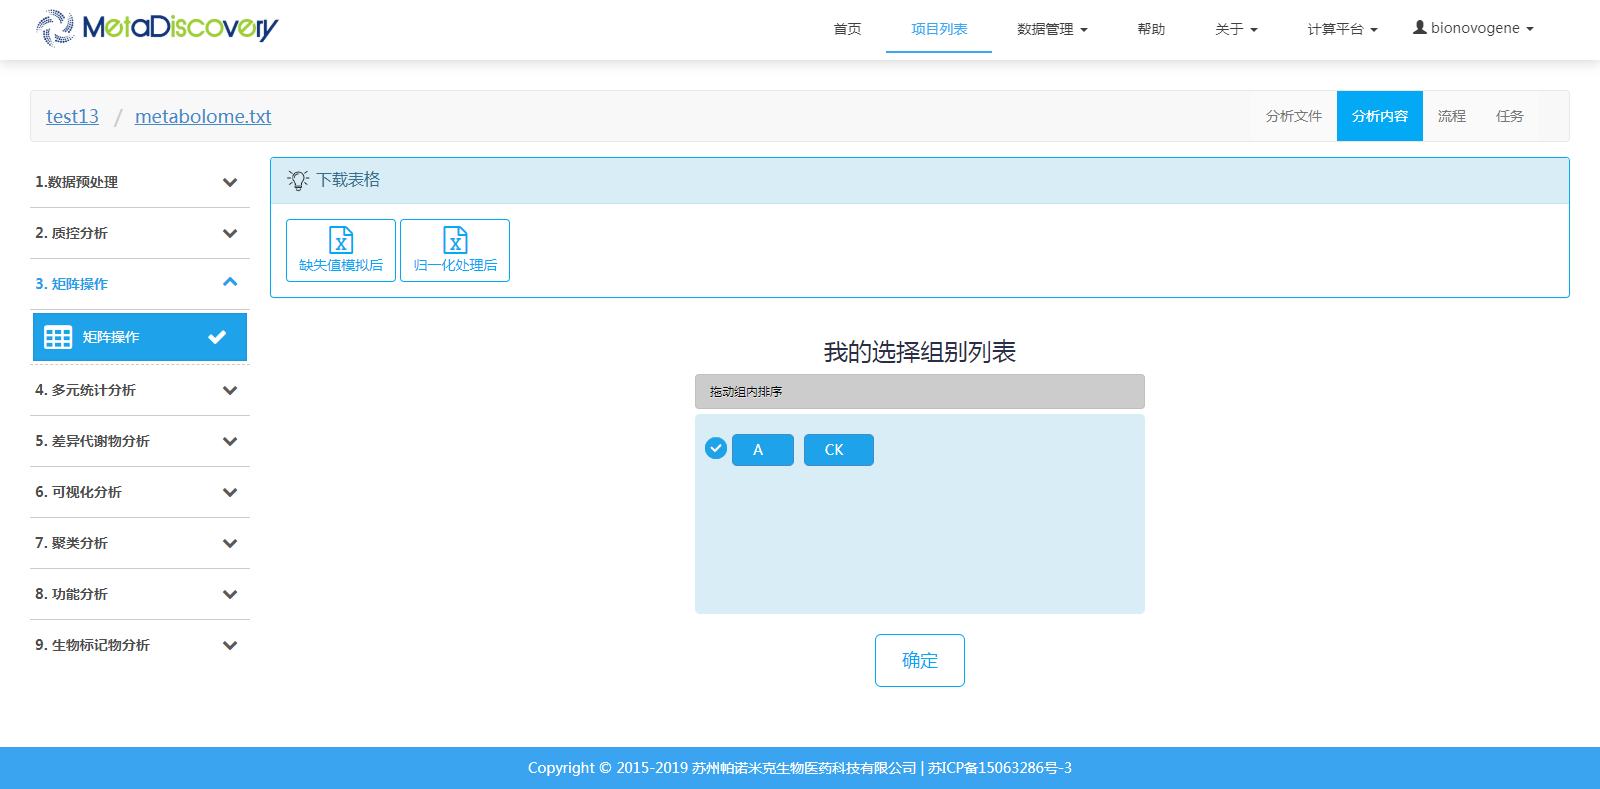 MetaDiscovery
首页 项目列表 数据管理 帮助 关于 计算平台 bionovogene
test13 / metabolome.txt
分析文件 分析内容 流程 任务
1.数据预处理
2. 质控分析
3. 矩阵操作
矩阵操作
4. 多元统计分析
5. 差异代谢物分析
6. 可视化分析
7. 聚类分析
8. 功能分析
9. 生物标记物分析
下载表格
缺失值模拟后 归一化处理后
我的选择组别列表
拖动组内排序
A CK
确定
Copyright © 2015-2019 苏州帕诺米克生物医药科技有限公司 | 苏ICP备15063286号-3